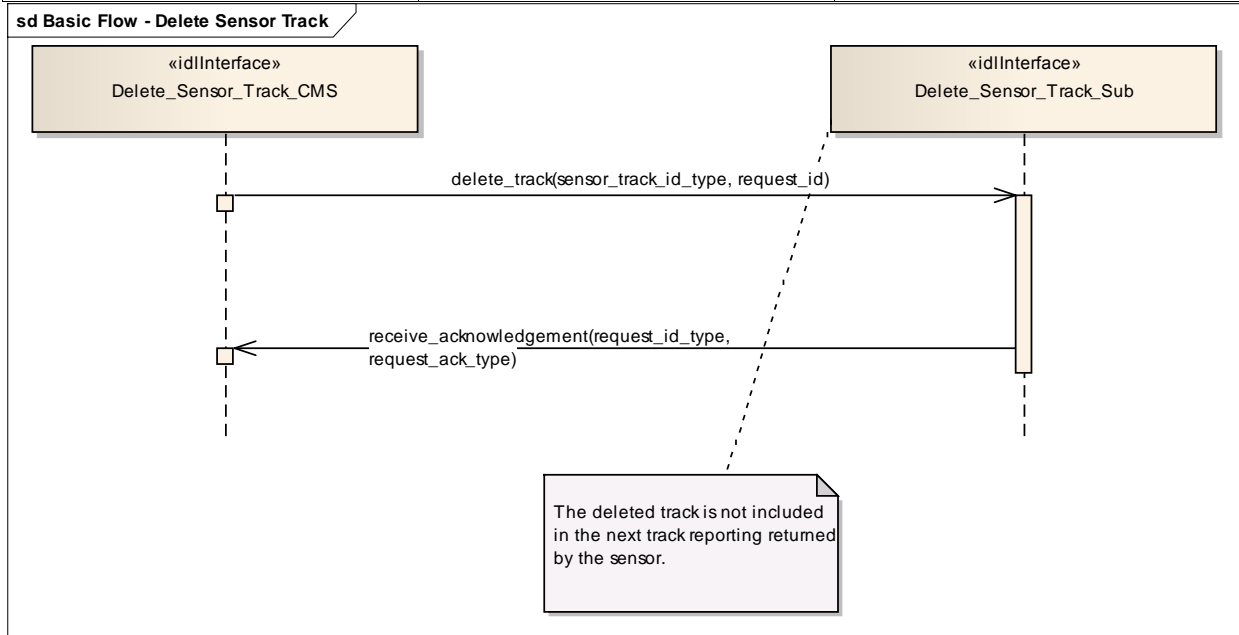 sd Basic Flow - Delete Sensor Track
«idlInterface»
Delete_Sensor_Track_CMS
«idlInterface»
Delete_Sensor_Track_Sub
delete_track(sensor_track_id_type, request_id)
receive_acknowledgement(request_id_type,
request_ack_type)
The deleted track is not included
in the next track reporting returned
by the sensor.